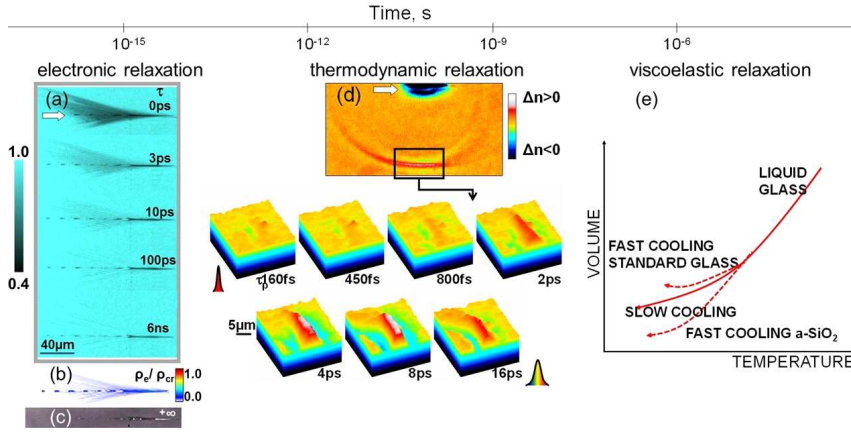 Time, s
10-15 10-12 10-9 10-6
electronic relaxation thermodynamic relaxation viscoelastic relaxation
(a)
τ
0ps
3ps
10ps
100ps
6ns
1.0
0.4
40µm
(b)
ρe/ ρcr
1.0
0.0
(c)
+∞
(d)
Δn>0
Δn<0
τp
160fs
450fs
800fs
2ps
5µm
4ps
8ps
16ps
(e)
VOLUME
LIQUID
GLASS
FAST COOLING
STANDARD GLASS
SLOW COOLING
FAST COOLING a-SiO2
TEMPERATURE